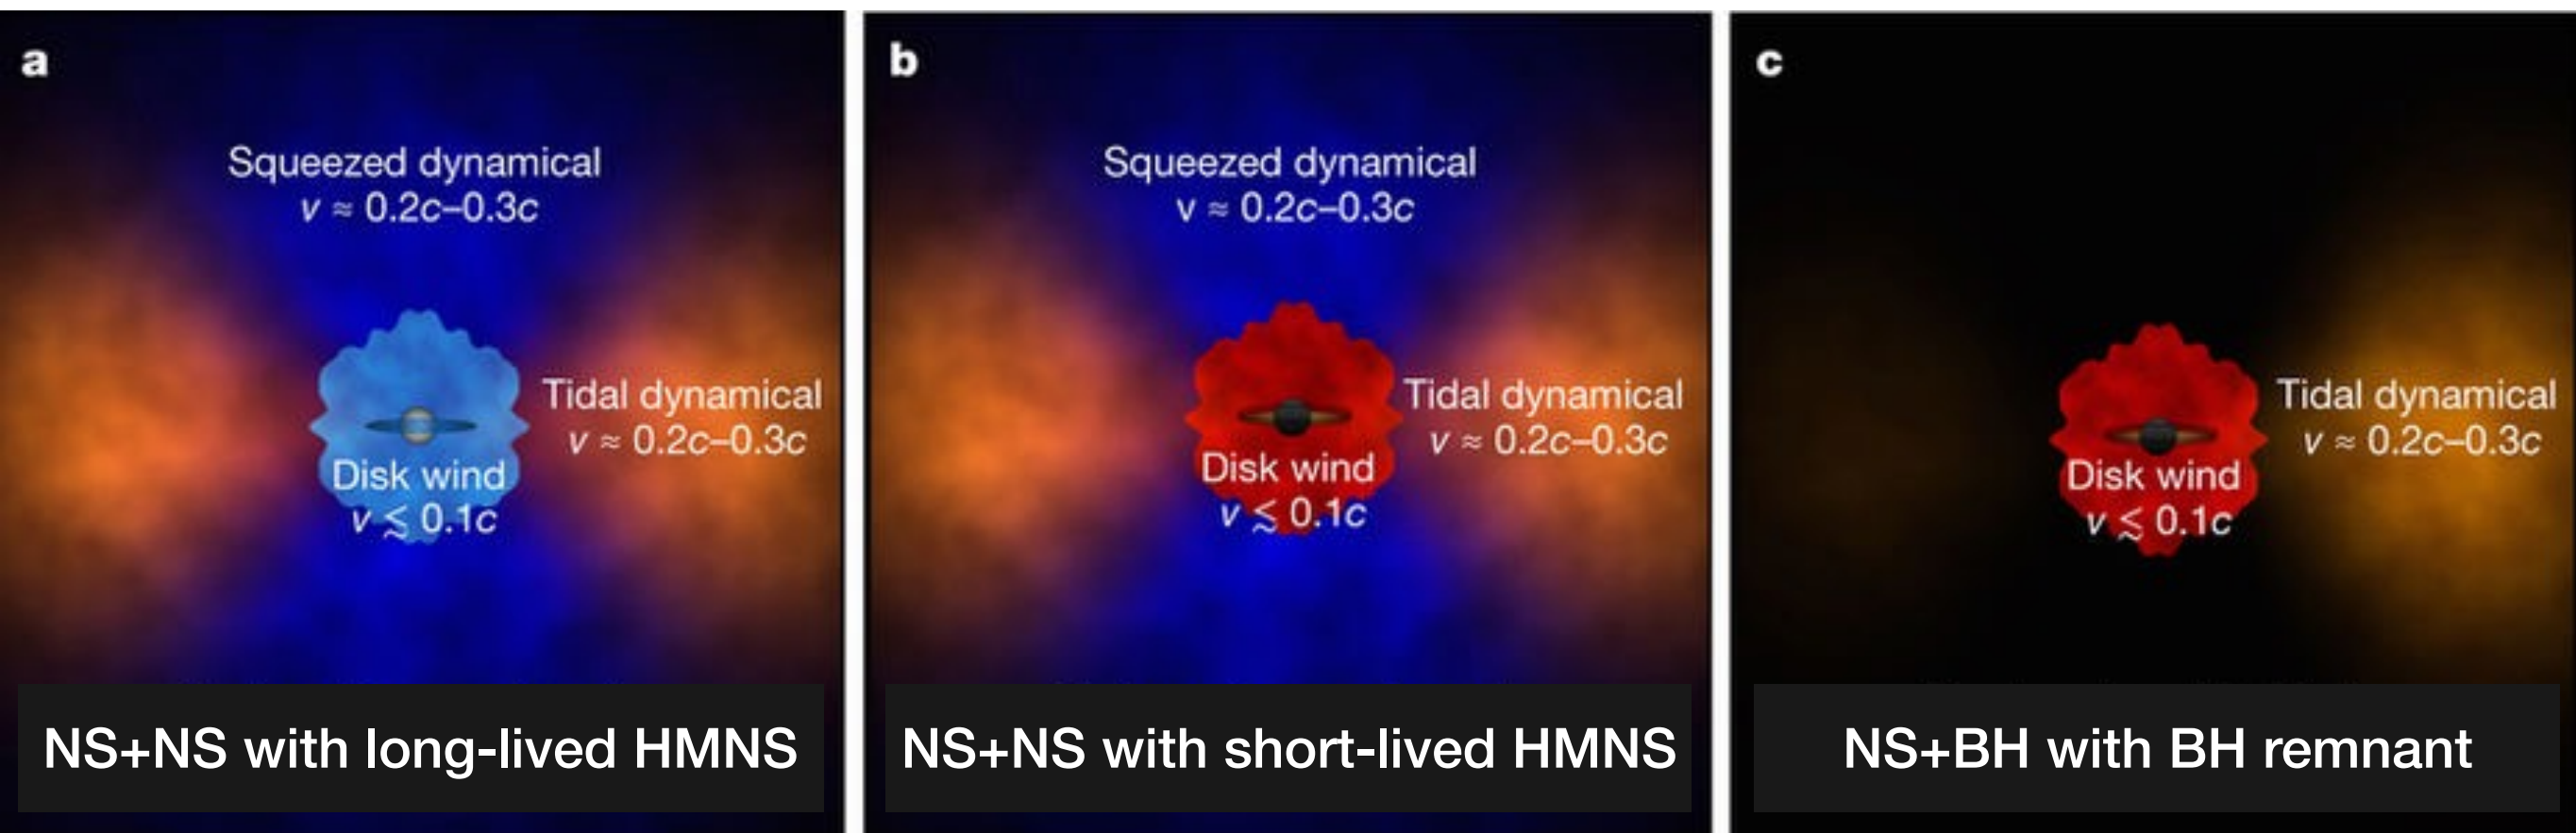 a
Squeezed dynamical
v ≈ 0.2c–0.3c
Tidal dynamical
v ≈ 0.2c–0.3c
Disk wind
v ≲ 0.1c
NS+NS with long-lived HMNS
b
Squeezed dynamical
v ≈ 0.2c–0.3c
Tidal dynamical
v ≈ 0.2c–0.3c
Disk wind
v ≲ 0.1c
NS+NS with short-lived HMNS
c
Tidal dynamical
v ≈ 0.2c–0.3c
Disk wind
v ≲ 0.1c
NS+BH with BH remnant